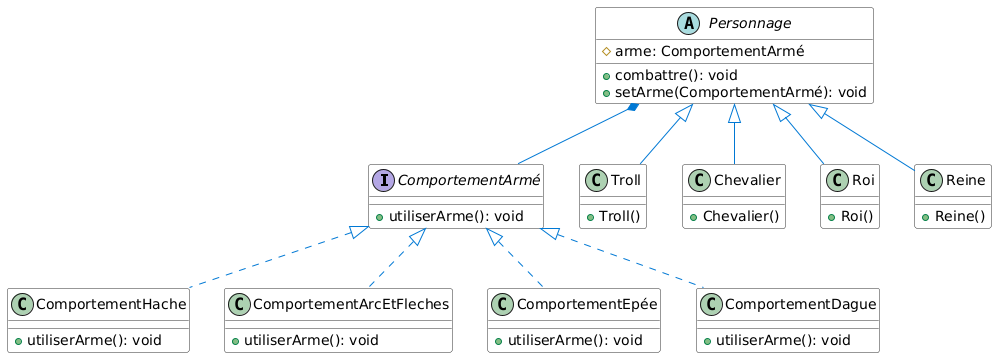 A Personnage
arme: ComportementArmé
combattre(): void
setArme(ComportementArmé): void
I ComportementArmé
utiliserArme(): void
C Troll
Troll()
C Chevalier
Chevalier()
C Roi
Roi()
C Reine
Reine()
C ComportementHache
utiliserArme(): void
C ComportementArcEtFleches
utiliserArme(): void
C ComportementEpée
utiliserArme(): void
C ComportementDague
utiliserArme(): void